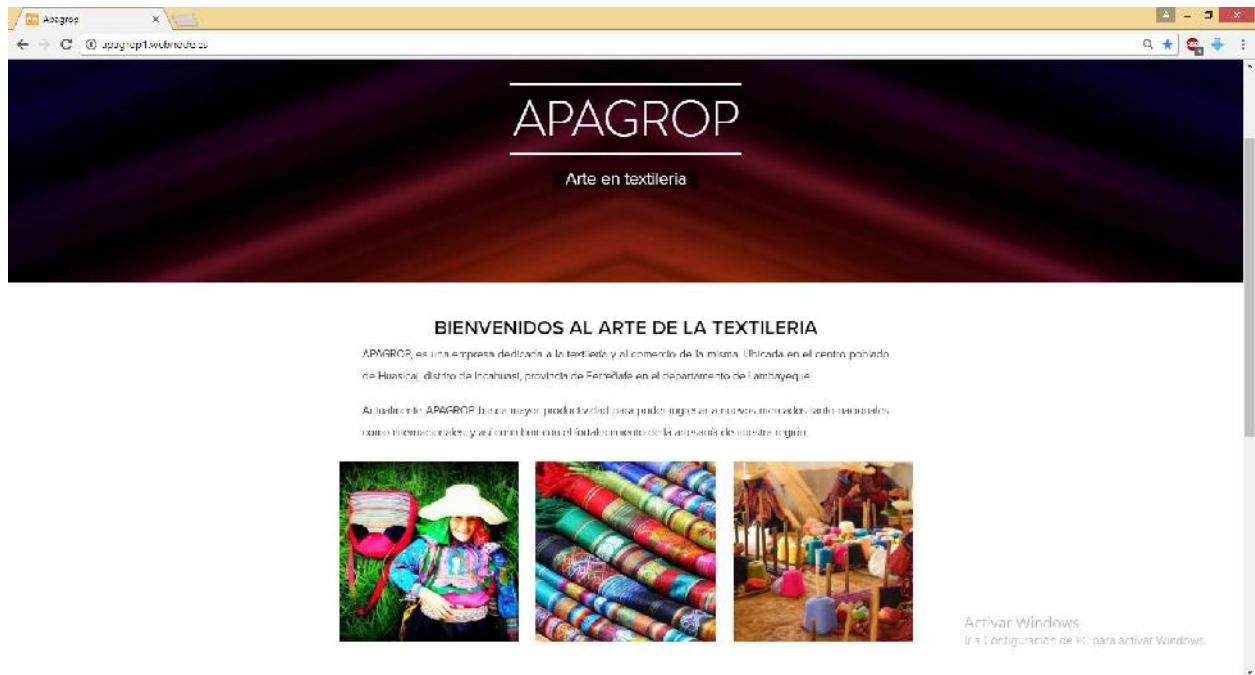 Apagrop
apagrop1.webnode.es
APAGROP
Arte en textileria
BIENVENIDOS AL ARTE DE LA TEXTILERIA
APAGROP, es una empresa dedicada a la textilería y al comercio de la misma. Ubicada en el centro poblado
de Huasicaj, distrito de Incahuasi, provincia de Ferreñafe en el departamento de Lambayeque
Actualmente APAGROP busca mayor productividad para poder ingresar a nuevos mercados tanto nacionales
como internacionales, y así contribuir con el fortalecimiento de la artesanía de nuestra región.
Activar Windows
Ir a Configuración de PC para activar Windows.